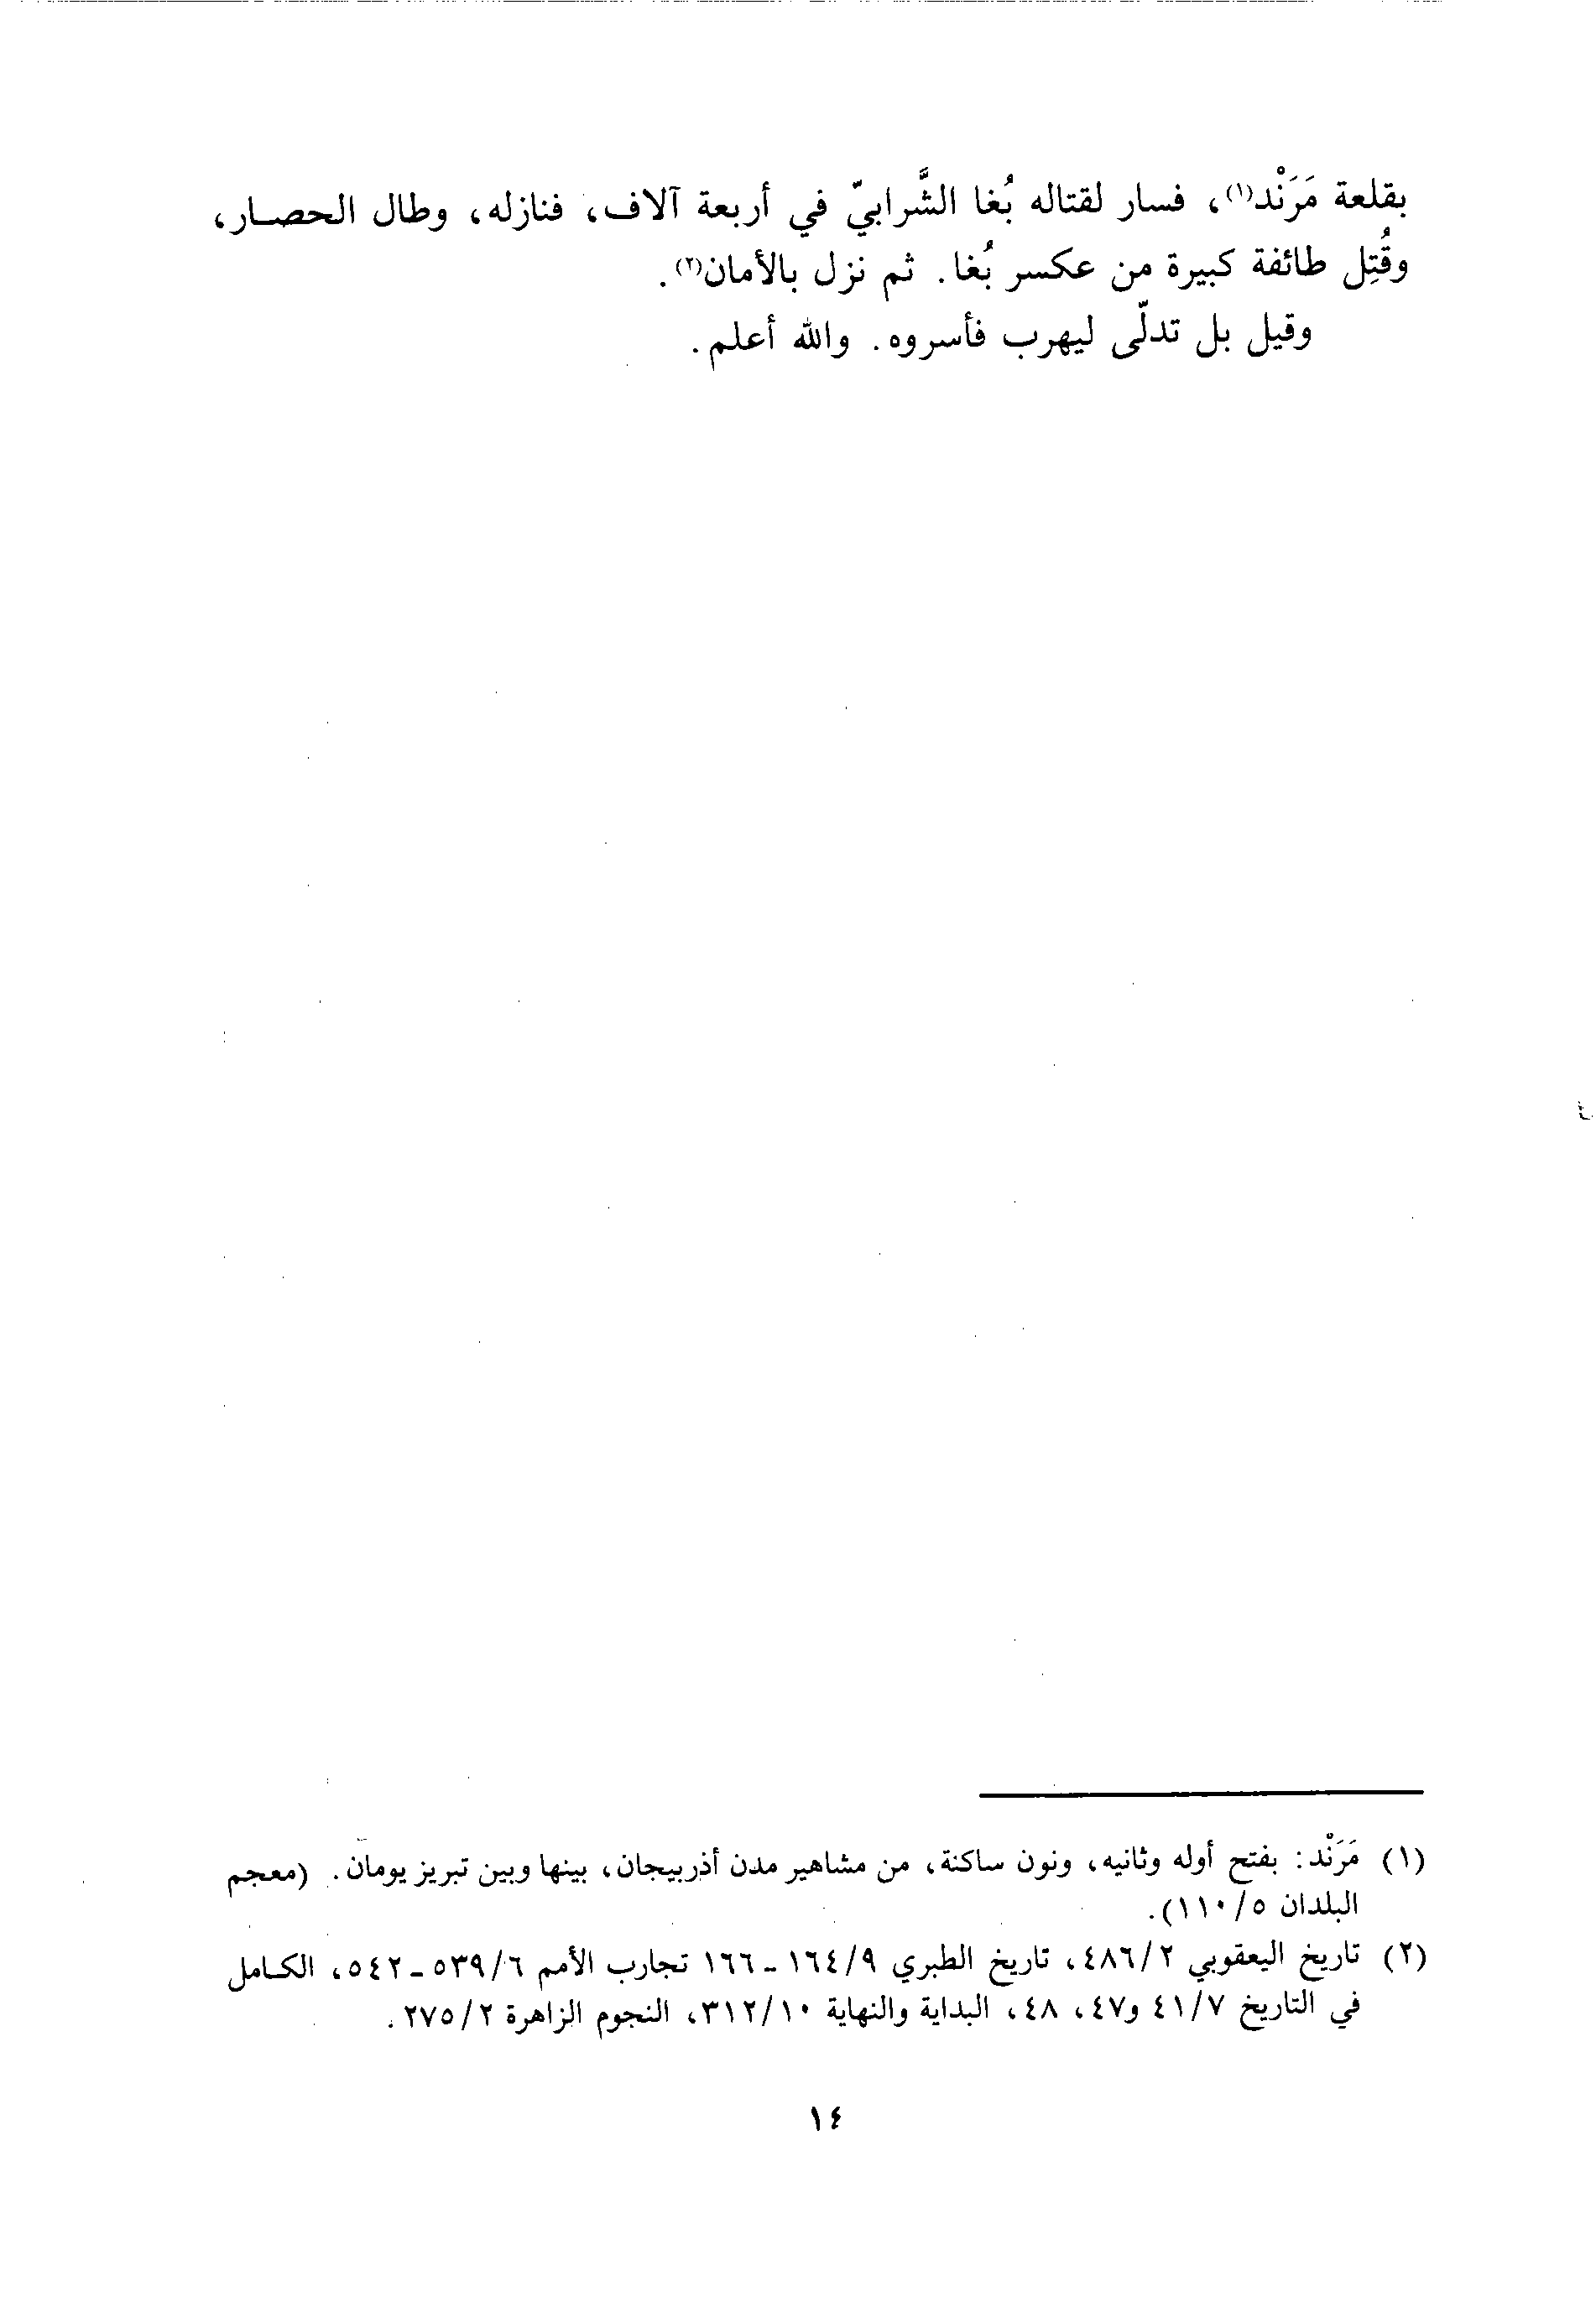 بقلعة مَرَنْد(١)، فسار لقتاله بُغا الشَّرابيّ في أربعة آلاف، فنازله، وطال الحصـار،
وقُتِل طائفة كبيرة من عكسر بُغا. ثم نزل بالأمان(٢).
وقيل بل تدلّى ليهرب فأسروه. والله أعلم.
(١) مَرَنْد: بفتح أوله وثانيه، ونون ساكنة، من مشاهير مدن أذربيجان، بينها وبين تبريز يومان. (معجم
البلدان ٥/١١٠).
(٢) تاريخ اليعقوبي ٤٨٦/٢، تاريخ الطبري ١٦٤/٩ - ١٦٦ تجارب الأمم ٥٣٩/٦ - ٥٤٢، الكـامل
في التاريخ ٤١/٧ و٤٧، ٤٨، البداية والنهاية ٣١٢/١٠، النجوم الزاهرة ٢٧٥/٢.
١٤